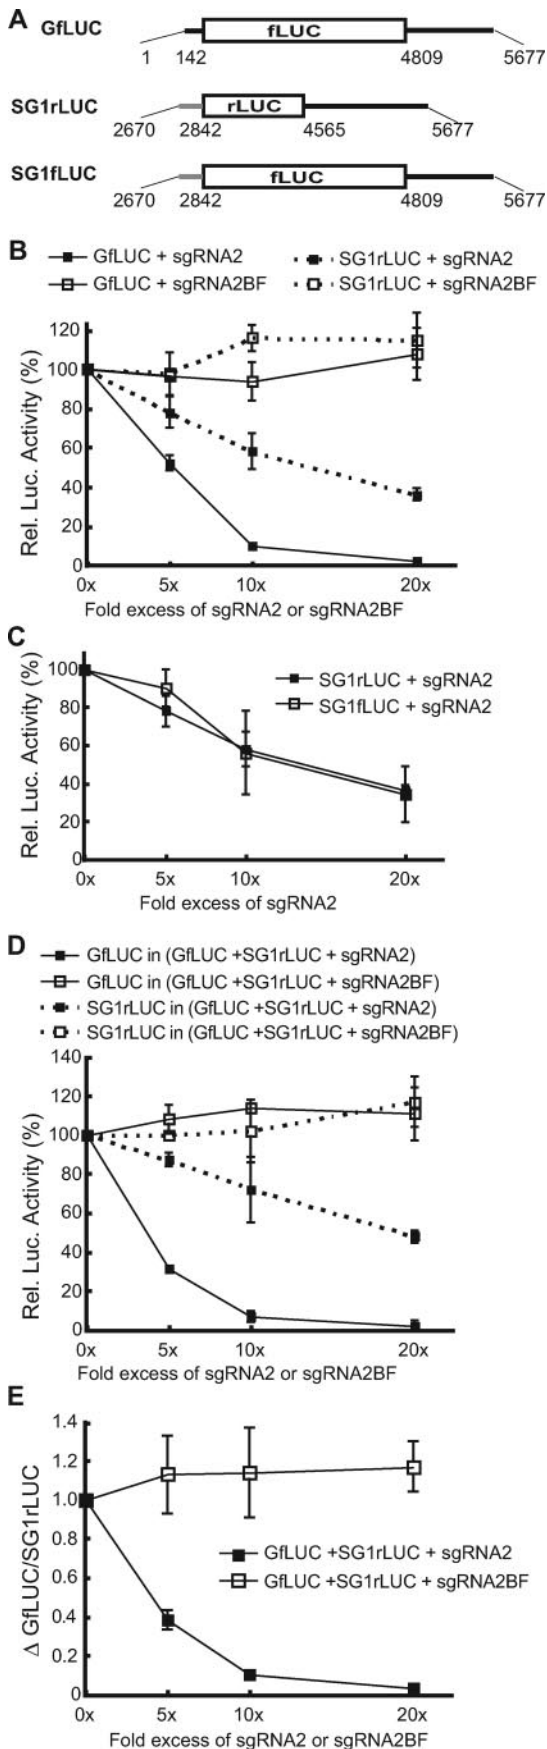 A
GfLUC
fLUC
1 142 4809 5677
SG1rLUC
rLUC
2670 2842 4565 5677
SG1fLUC
fLUC
2670 2842 4809 5677
B
GfLUC + sgRNA2 SG1rLUC + sgRNA2
GfLUC + sgRNA2BF SG1rLUC + sgRNA2BF
Rel. Luc. Activity (%)
120
100
80
60
40
20
0
0x 5x 10x 20x
Fold excess of sgRNA2 or sgRNA2BF
C
Rel. Luc. Activity (%)
100
80
60
40
20
0
SG1rLUC + sgRNA2
SG1fLUC + sgRNA2
0x 5x 10x 20x
Fold excess of sgRNA2
D
GfLUC in (GfLUC +SG1rLUC + sgRNA2)
GfLUC in (GfLUC +SG1rLUC + sgRNA2BF)
SG1rLUC in (GfLUC +SG1rLUC + sgRNA2)
SG1rLUC in (GfLUC +SG1rLUC + sgRNA2BF)
Rel. Luc. Activity (%)
140
120
100
80
60
40
20
0
0x 5x 10x 20x
Fold excess of sgRNA2 or sgRNA2BF
E
Δ GfLUC/SG1rLUC
1.4
1.2
1.0
0.8
0.6
0.4
0.2
0
GfLUC +SG1rLUC + sgRNA2
GfLUC +SG1rLUC + sgRNA2BF
0x 5x 10x 20x
Fold excess of sgRNA2 or sgRNA2BF